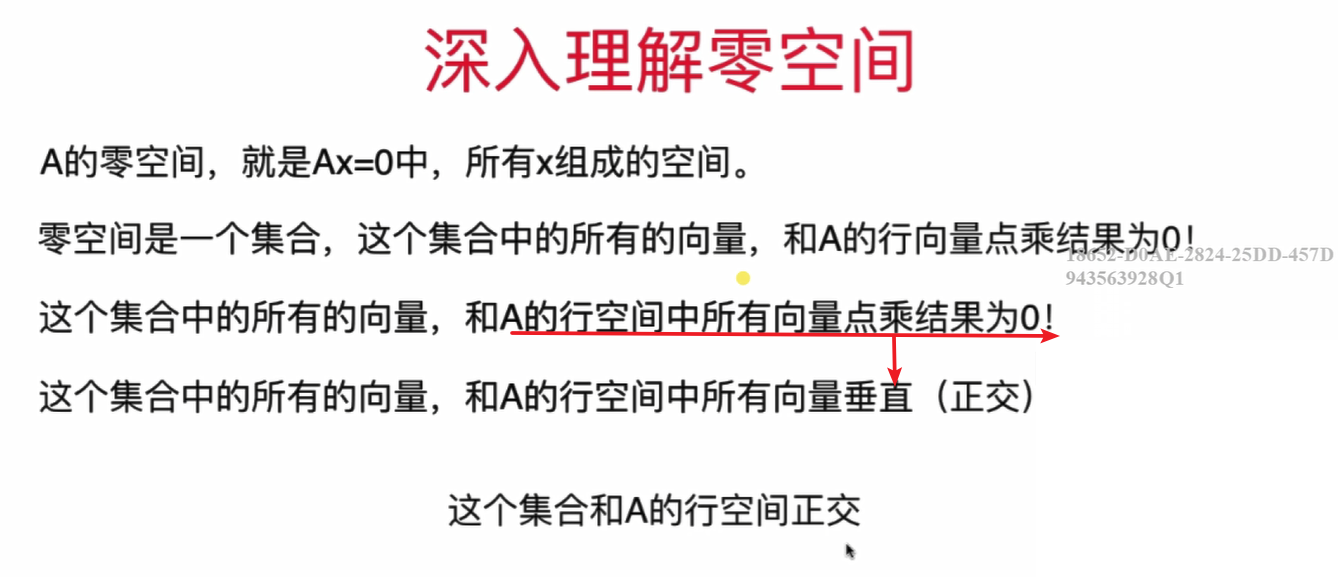 深入理解零空间
A的零空间，就是Ax=0中，所有x组成的空间。
零空间是一个集合，这个集合中的所有的向量，和A的行向量点乘结果为0！
18652-D0AE-2824-25DD-457D
943563928Q1
这个集合中的所有的向量，和A的行空间中所有向量点乘结果为0！
这个集合中的所有的向量，和A的行空间中所有向量垂直（正交）
这个集合和A的行空间正交